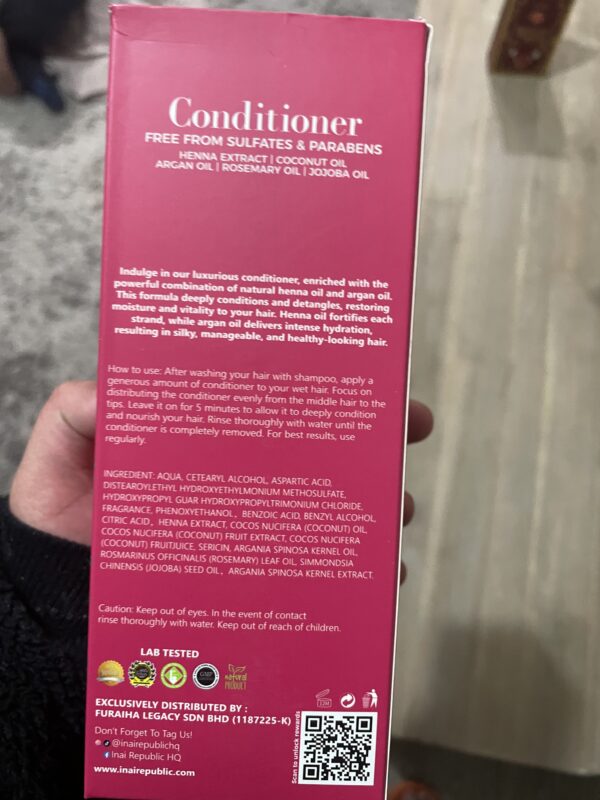 Conditioner
FREE FROM SULFATES & PARABENS
HENNA EXTRACT | COCONUT OIL
ARGAN OIL | ROSEMARY OIL | JOJOBA OIL
Indulge in our luxurious conditioner, enriched with the
powerful combination of natural henna oil and argan oil.
This formula deeply conditions and detangles, restoring
moisture and vitality to your hair. Henna oil fortifies each
strand, while argan oil delivers intense hydration,
resulting in silky, manageable, and healthy-looking hair.
How to use: After washing your hair with shampoo, apply a
generous amount of conditioner to your wet hair. Focus on
distributing the conditioner evenly from the middle hair to the
tips. Leave it on for 5 minutes to allow it to deeply condition
and nourish your hair. Rinse thoroughly with water until the
conditioner is completely removed. For best results, use
regularly.
INGREDIENT: AQUA, CETEARYL ALCOHOL, ASPARTIC ACID,
DISTEAROYLETHYL HYDROXYETHYLMONIUM METHOSULFATE,
HYDROXYPROPYL GUAR HYDROXYPROPYLTRIMONIUM CHLORIDE,
FRAGRANCE, PHENOXYETHANOL, BENZOIC ACID, BENZYL ALCOHOL,
CITRIC ACID, HENNA EXTRACT, COCOS NUCIFERA (COCONUT) OIL,
COCOS NUCIFERA (COCONUT) FRUIT EXTRACT, COCOS NUCIFERA
(COCONUT) FRUITJUICE, SERICIN, ARGANIA SPINOSA KERNEL OIL,
ROSMARINUS OFFICINALIS (ROSEMARY) LEAF OIL, SIMMONDSIA
CHINENSIS (JOJOBA) SEED OIL, ARGANIA SPINOSA KERNEL EXTRACT.
Caution: Keep out of eyes. In the event of contact
rinse thoroughly with water. Keep out of reach of children.
LAB TESTED
GMP
natural
PRODUCT
12M
EXCLUSIVELY DISTRIBUTED BY :
FURAIHA LEGACY SDN BHD (1187225-K)
Don't Forget To Tag Us!
@inairepublichq
Inai Republic HQ
www.inairepublic.com
Scan to unlock rewards